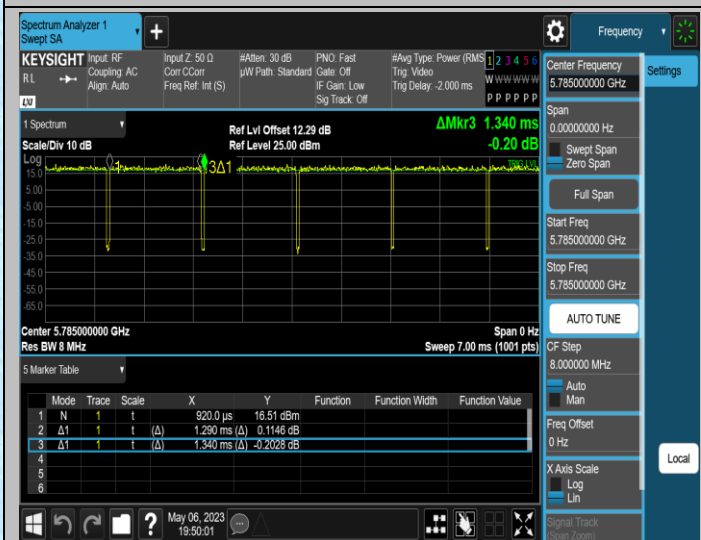 Spectrum Analyzer 1
Swept SA
+
Frequency
KEYSIGHT
RL
LXI
Input: RF
Coupling: AC
Align: Auto
Input Z: 50 Ω
Corr CCorr
Freq Ref: Int (S)
#Atten: 30 dB
µW Path: Standard
PNO: Fast
Gate: Off
IF Gain: Low
Sig Track: Off
#Avg Type: Power (RMS
Trig: Video
Trig Delay: -2.000 ms
1 2 3 4 5 6
W W W W W W
P P P P P P
1 Spectrum
Scale/Div 10 dB
Ref Lvl Offset 12.29 dB
Ref Level 25.00 dBm
ΔMkr3 1.340 ms
-0.20 dB
Log
15.0
5.00
-5.00
-15.0
-25.0
-35.0
-45.0
-55.0
-65.0
1
3Δ1
TRIG LVL
Center 5.785000000 GHz
Res BW 8 MHz
Span 0 Hz
Sweep 7.00 ms (1001 pts)
5 Marker Table
Mode Trace Scale X Y Function Function Width Function Value
1 N 1 t 920.0 µs 16.51 dBm
2 Δ1 1 t (Δ) 1.290 ms (Δ) 0.1146 dB
3 Δ1 1 t (Δ) 1.340 ms (Δ) -0.2028 dB
4
5
6
May 06, 2023
19:50:01
?
Center Frequency
5.785000000 GHz
Settings
Span
0.00000000 Hz
Swept Span
Zero Span
Full Span
Start Freq
5.785000000 GHz
Stop Freq
5.785000000 GHz
AUTO TUNE
CF Step
8.000000 MHz
Auto
Man
Freq Offset
0 Hz
X Axis Scale
Log
Lin
Signal Track
(Span Zoom)
Local